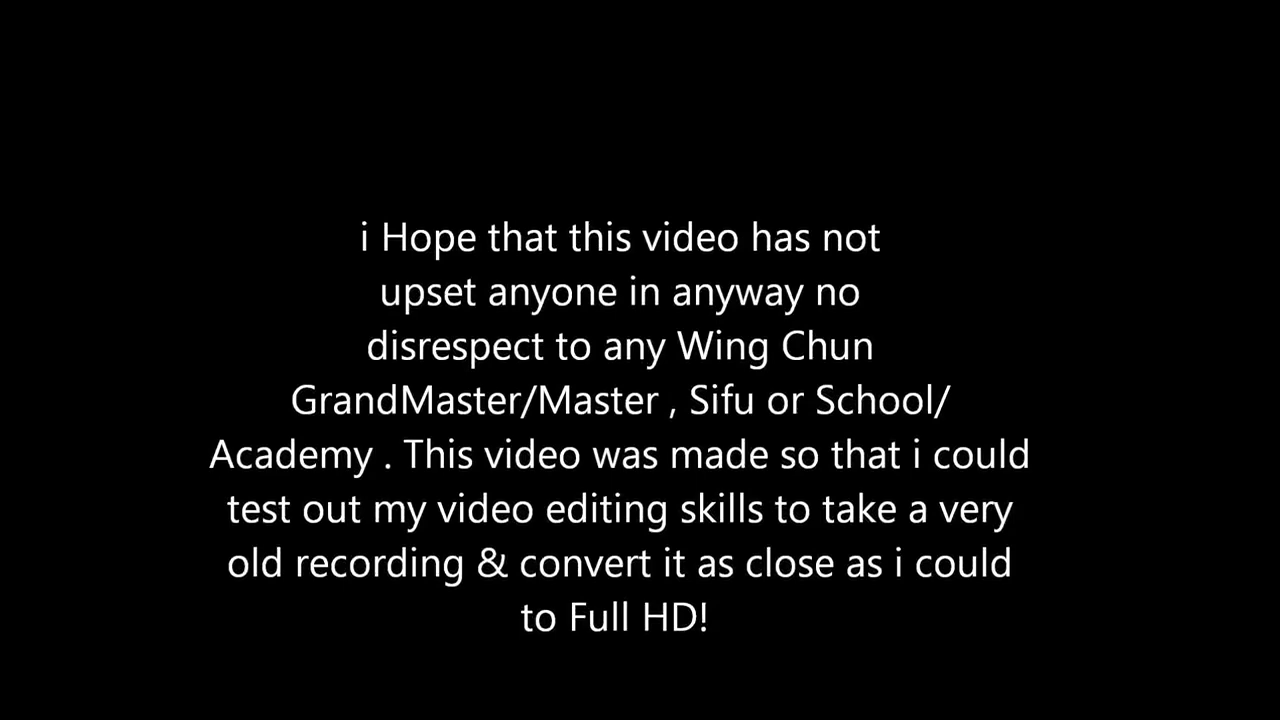 i Hope that this video has not
upset anyone in anyway no
disrespect to any Wing Chun
GrandMaster/Master , Sifu or School/
Academy . This video was made so that i could
test out my video editing skills to take a very
old recording & convert it as close as i could
to Full HD!